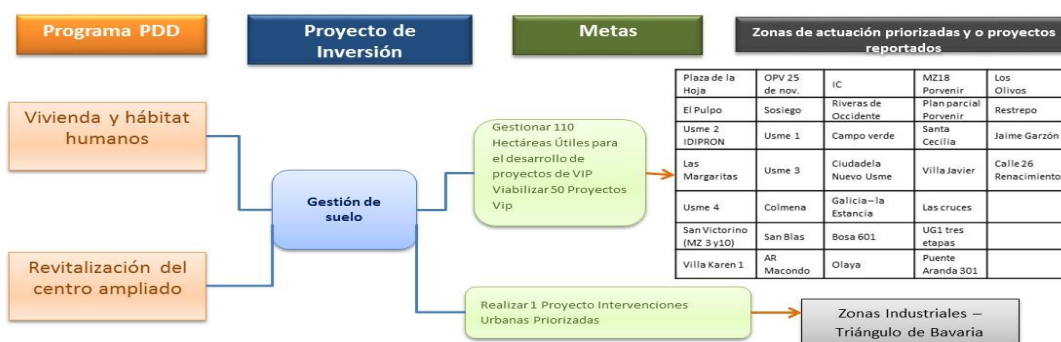 Programa PDD
Proyecto de
Inversión
Metas
Zonas de actuación priorizadas y o proyectos
reportados
Vivienda y hábitat
humanos
Revitalización del
centro ampliado
Gestión de
suelo
Gestionar 110
Hectáreas Útiles para
el desarrollo de
proyectos de VIP
Viabilizar 50 Proyectos
Vip
Realizar 1 Proyecto Intervenciones
Urbanas Priorizadas
Plaza de la
Hoja
OPV 25
de nov.
IC
MZ18
Porvenir
Los
Olivos
El Pulpo
Sosiego
Riveras de
Occidente
Plan parcial
Porvenir
Restrepo
Usme 2
IDIPRON
Usme 1
Campo verde
Santa
Cecilia
Jaime Garzón
Las
Margaritas
Usme 3
Ciudadela
Nuevo Usme
Villa Javier
Calle 26
Renacimiento
Usme 4
Colmena
Galicia – la
Estancia
Las cruces
San Victorino
(MZ 3 y10)
San Blas
Bosa 601
UG1 tres
etapas
Villa Karen 1
AR
Macondo
Olaya
Puente
Aranda 301
Zonas Industriales –
Triángulo de Bavaria